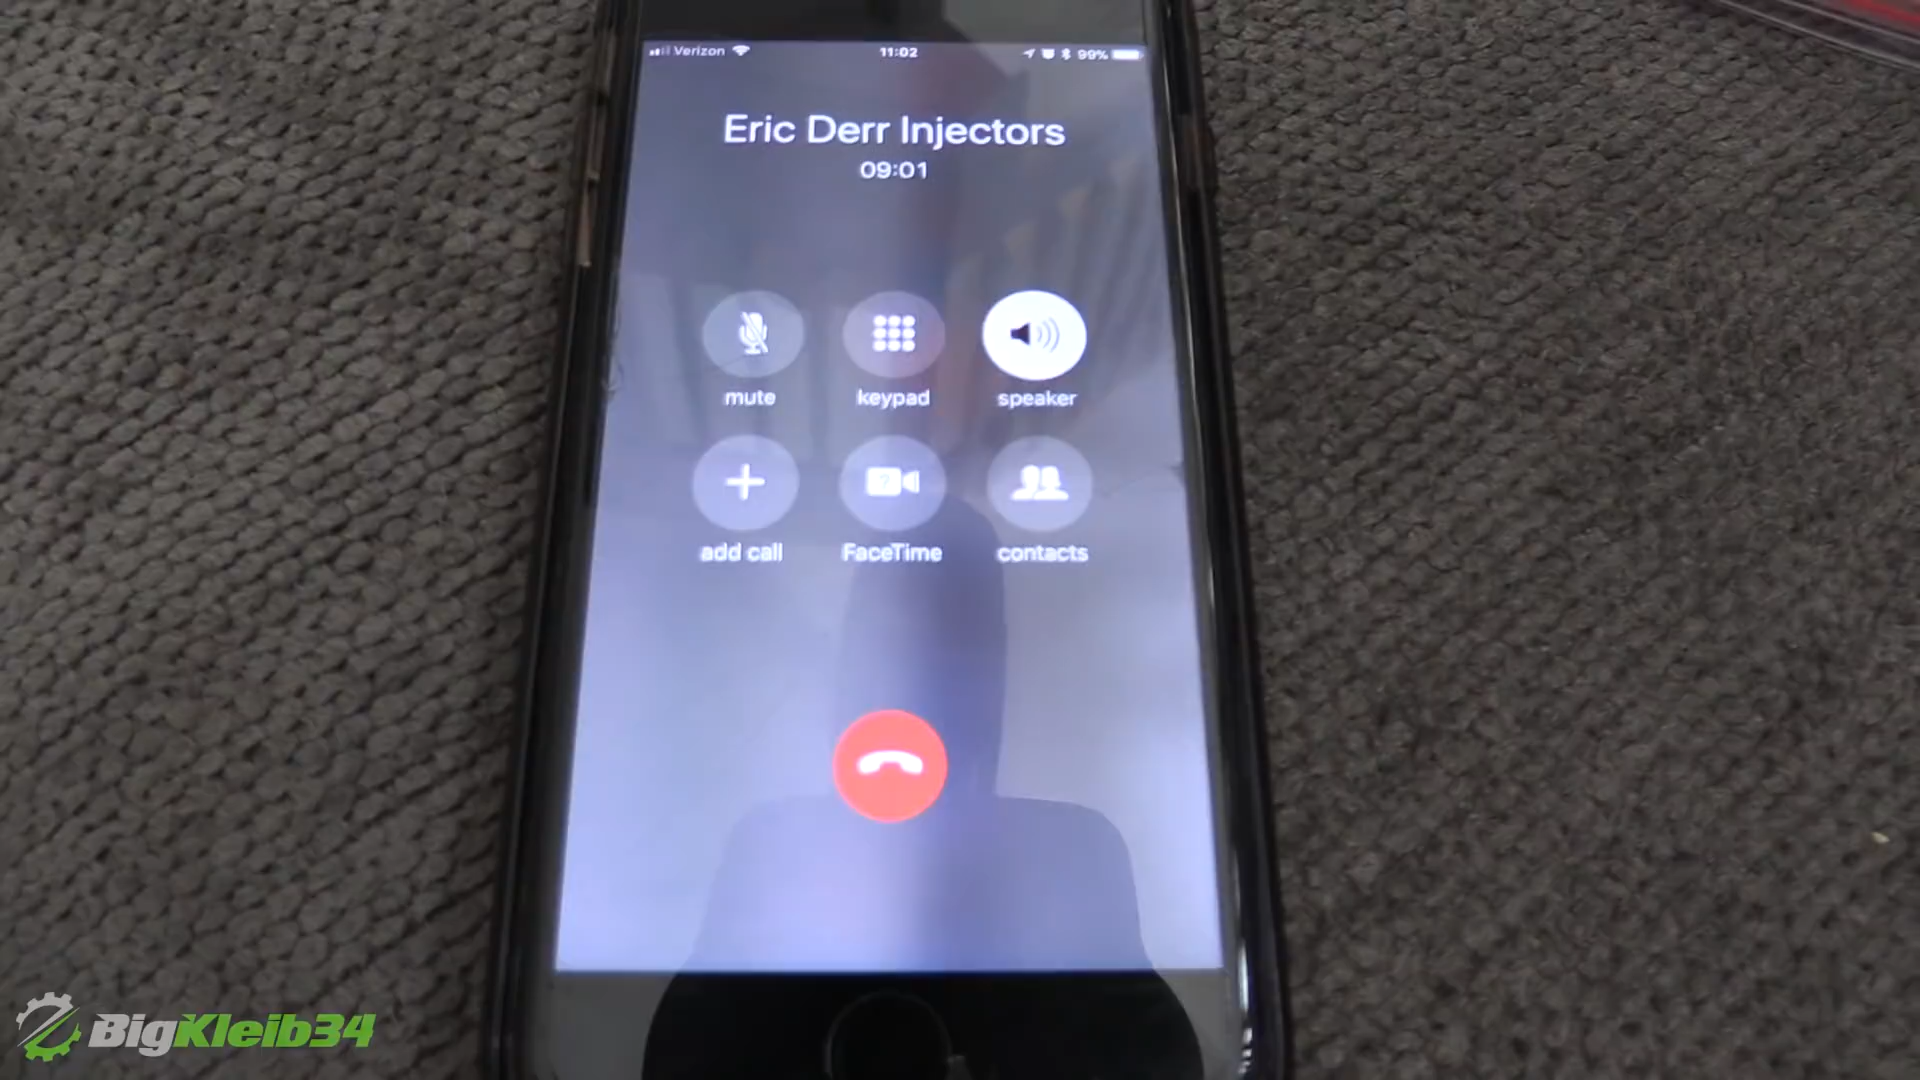 Verizon 11:02 99%
Eric Derr Injectors
09:01
mute keypad speaker
add call FaceTime contacts
BigKleib34